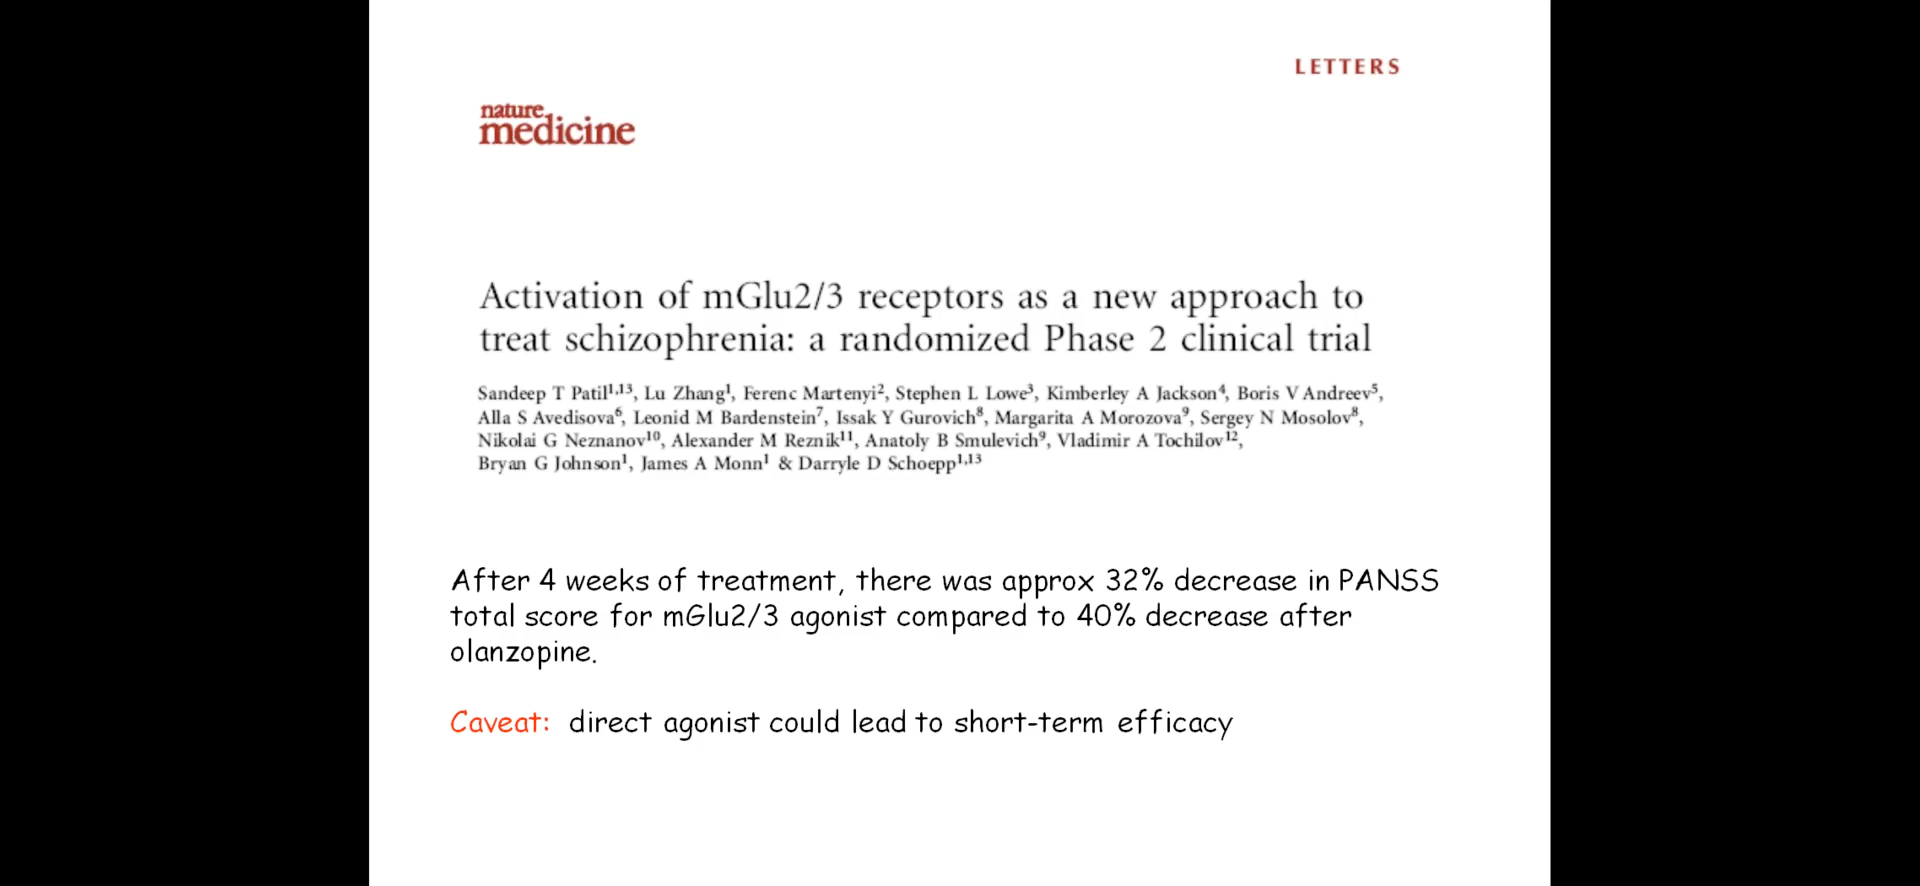 LETTERS
nature
medicine
Activation of mGlu2/3 receptors as a new approach to
treat schizophrenia: a randomized Phase 2 clinical trial
Sandeep T Patil¹,¹³, Lu Zhang¹, Ferenc Martenyi², Stephen L Lowe³, Kimberley A Jackson⁴, Boris V Andreev⁵,
Alla S Avedisova⁶, Leonid M Bardenstein⁷, Issak Y Gurovich⁸, Margarita A Morozova⁹, Sergey N Mosolov⁸,
Nikolai G Neznanov¹⁰, Alexander M Reznik¹¹, Anatoly B Smulevich⁹, Vladimir A Tochilov¹²,
Bryan G Johnson¹, James A Monn¹ & Darryle D Schoepp¹,¹³
After 4 weeks of treatment, there was approx 32% decrease in PANSS
total score for mGlu2/3 agonist compared to 40% decrease after
olanzopine.
Caveat: direct agonist could lead to short-term efficacy